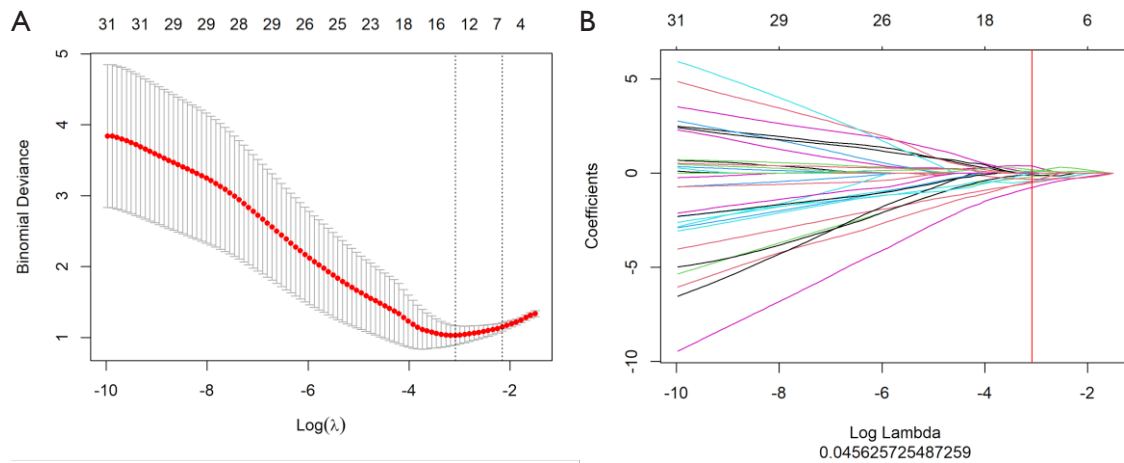 A
31 31 29 29 28 29 26 25 23 18 16 12 7 4
Binomial Deviance
5
4
3
2
1
-10 -8 -6 -4 -2
Log(λ)
B
31 29 26 18 6
Coefficients
5
0
-5
-10
-10 -8 -6 -4 -2
Log Lambda
0.045625725487259